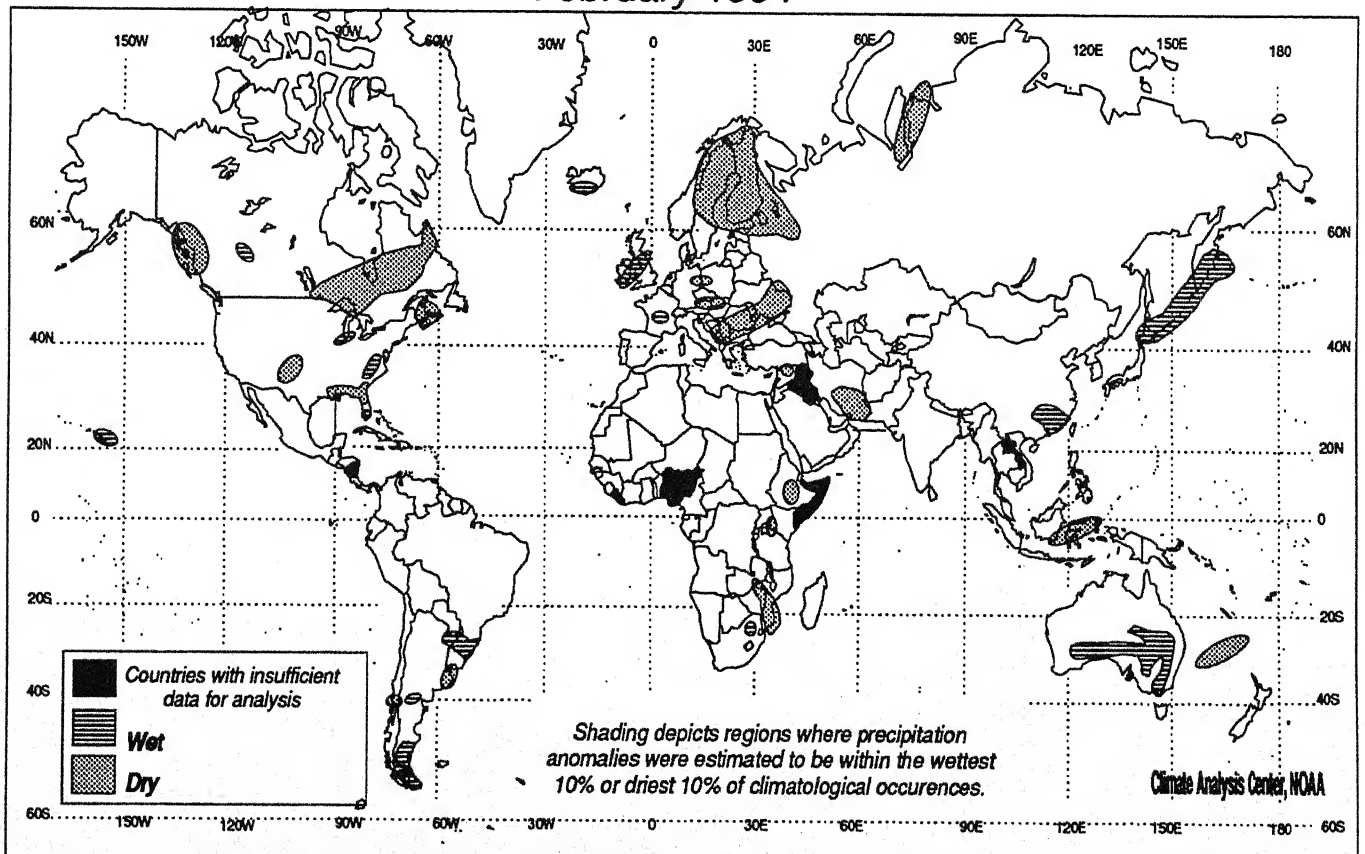 150W 120W 90W 60W 30W 0 30E 60E 90E 120E 150E 180
60N 60N
40N 40N
20N 20N
0 0
20S 20S
40S 40S
60S 60S
150W 120W 90W 60W 30W 0 30E 60E 90E 120E 150E 180
Countries with insufficient
data for analysis
Wet
Dry
Shading depicts regions where precipitation
anomalies were estimated to be within the wettest
10% or driest 10% of climatological occurences.
Climate Analysis Center, NOAA